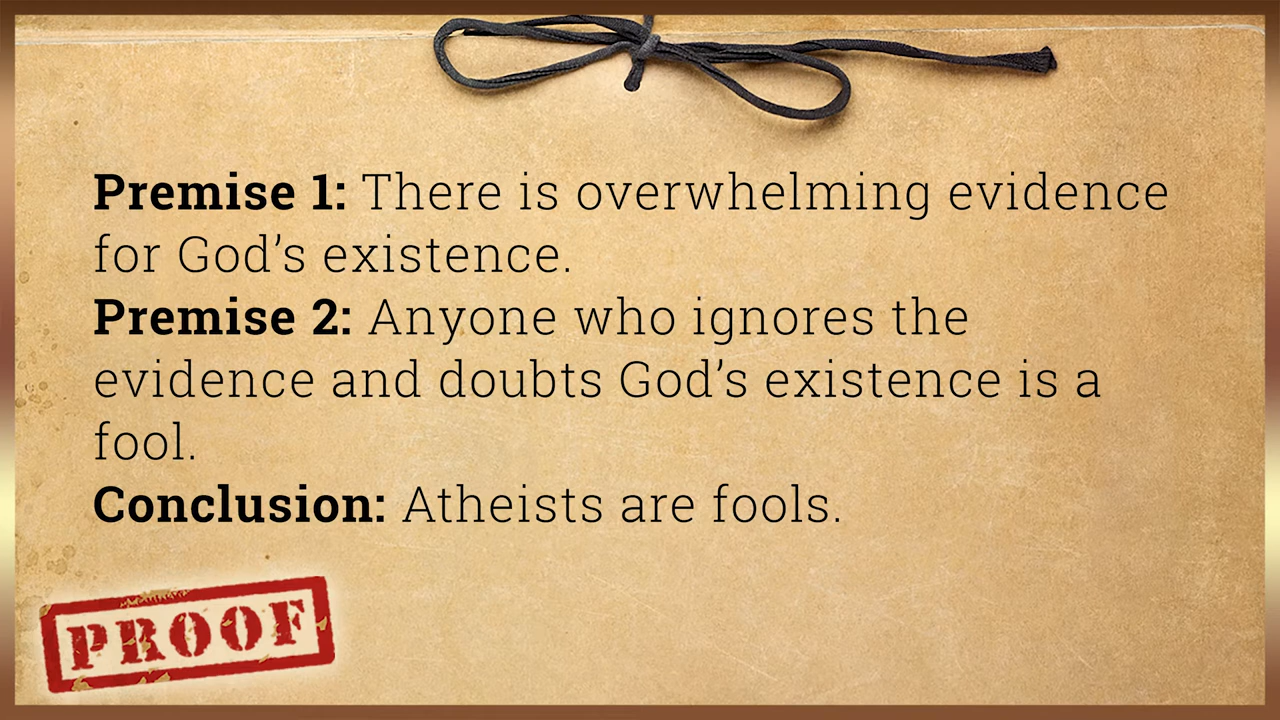 Premise 1: There is overwhelming evidence
for God’s existence.
Premise 2: Anyone who ignores the
evidence and doubts God’s existence is a
fool.
Conclusion: Atheists are fools.
PROOF